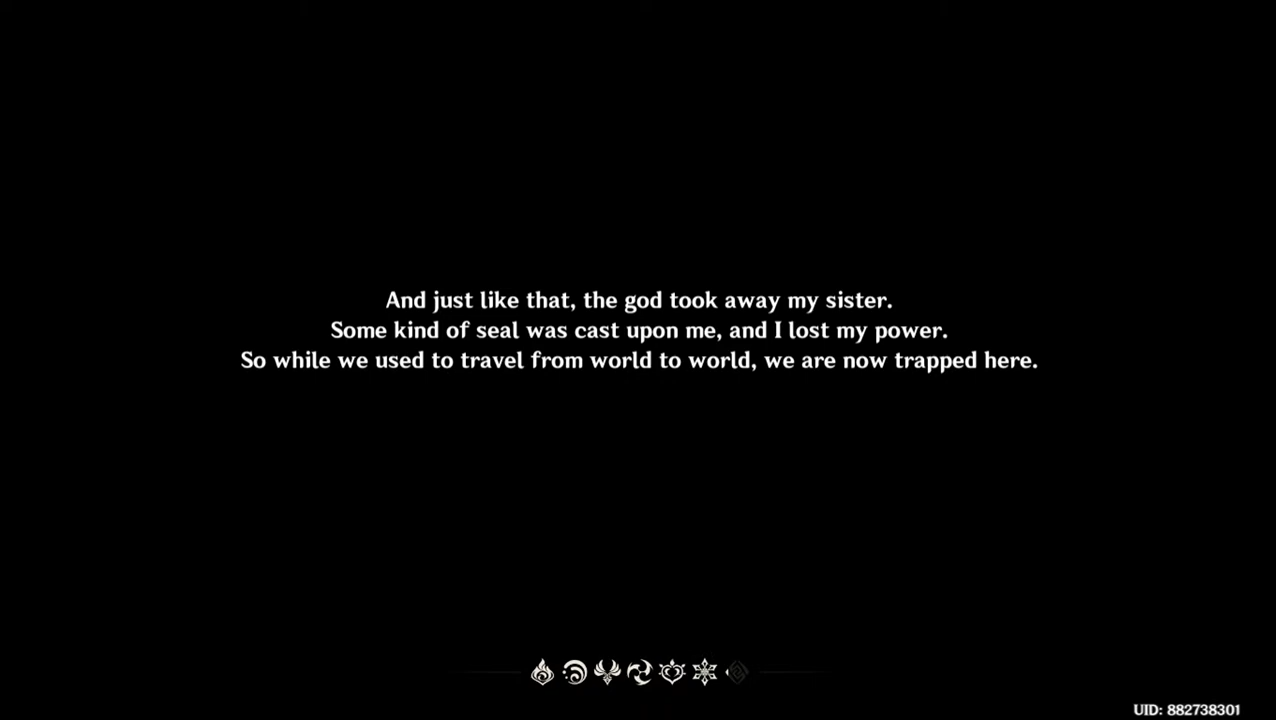 And just like that, the god took away my sister.
Some kind of seal was cast upon me, and I lost my power.
So while we used to travel from world to world, we are now trapped here.
UID: 882738301